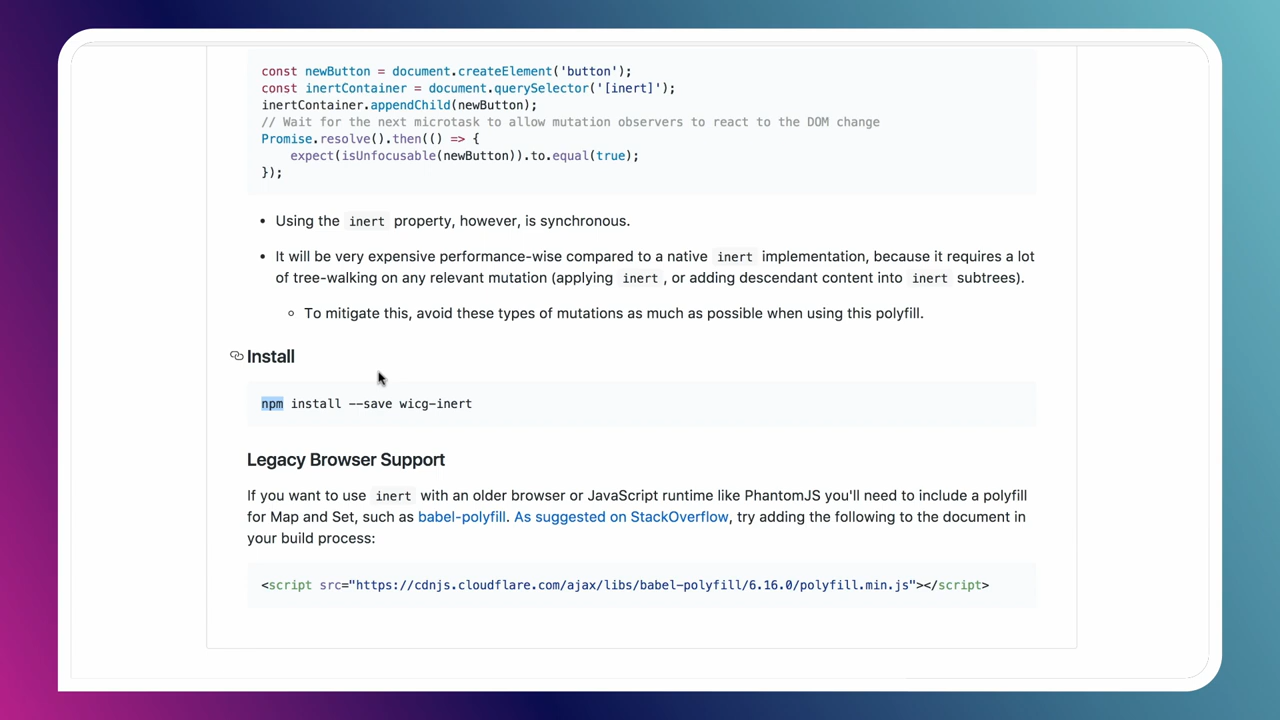 const newButton = document.createElement('button');
const inertContainer = document.querySelector('[inert]');
inertContainer.appendChild(newButton);
// Wait for the next microtask to allow mutation observers to react to the DOM change
Promise.resolve().then(() => {
    expect(isUnfocusable(newButton)).to.equal(true);
});
• Using the inert property, however, is synchronous.
• It will be very expensive performance-wise compared to a native inert implementation, because it requires a lot
of tree-walking on any relevant mutation (applying inert, or adding descendant content into inert subtrees).
◦ To mitigate this, avoid these types of mutations as much as possible when using this polyfill.
Install
npm install --save wicg-inert
Legacy Browser Support
If you want to use inert with an older browser or JavaScript runtime like PhantomJS you'll need to include a polyfill
for Map and Set, such as babel-polyfill. As suggested on StackOverflow, try adding the following to the document in
your build process:
<script src="https://cdnjs.cloudflare.com/ajax/libs/babel-polyfill/6.16.0/polyfill.min.js"></script>